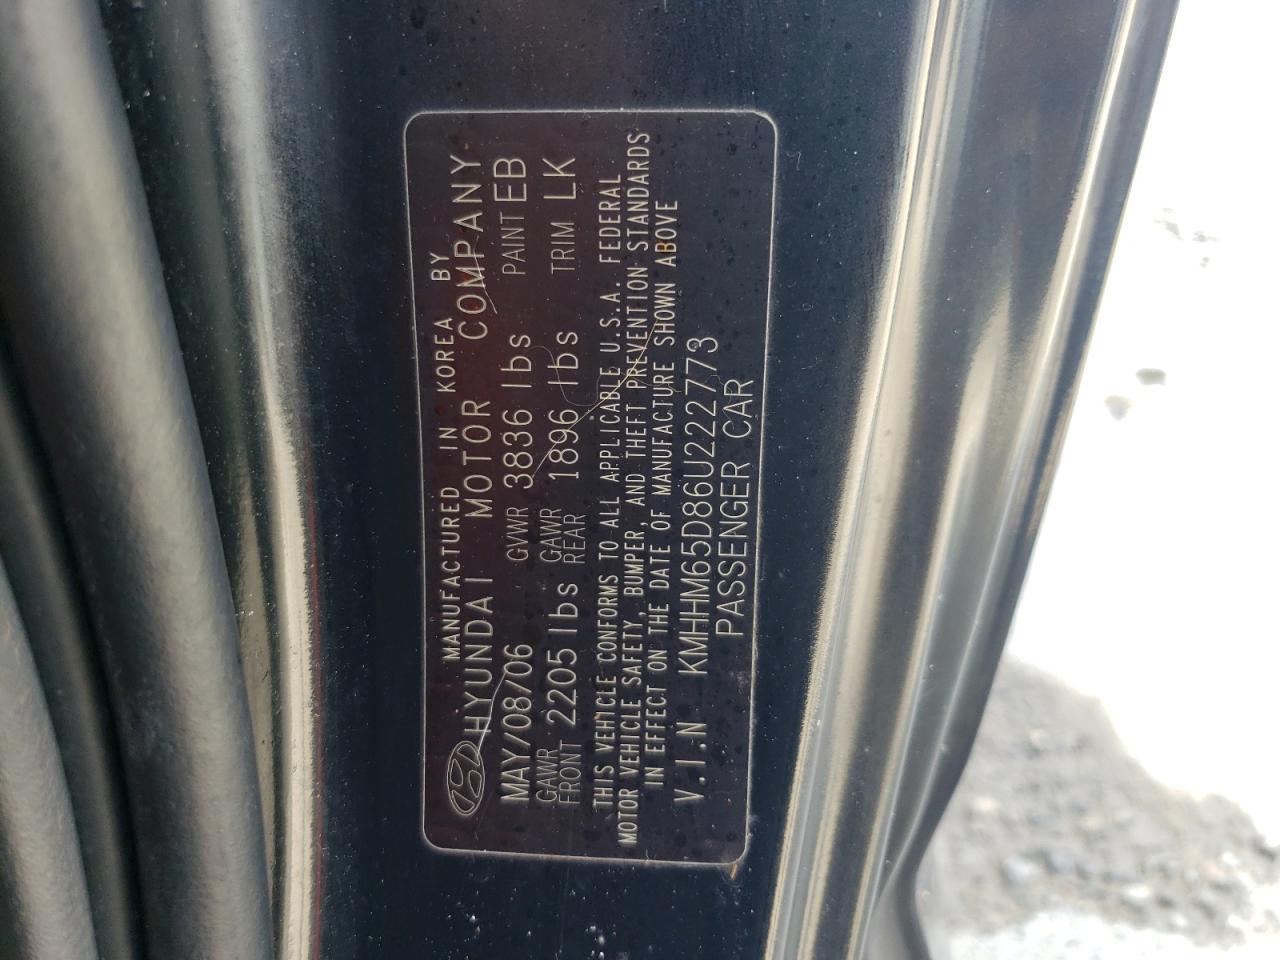 MANUFACTURED IN KOREA BY
HYUNDAI MOTOR COMPANY
MAY/08/06 GVWR 3836 lbs PAINT EB
GAWR FRONT 2205 lbs GAWR REAR 1896 lbs TRIM LK
THIS VEHICLE CONFORMS TO ALL APPLICABLE U.S.A. FEDERAL
MOTOR VEHICLE SAFETY, BUMPER, AND THEFT PREVENTION STANDARDS
IN EFFECT ON THE DATE OF MANUFACTURE SHOWN ABOVE
V.I.N KMHHM65D86U222773
PASSENGER CAR